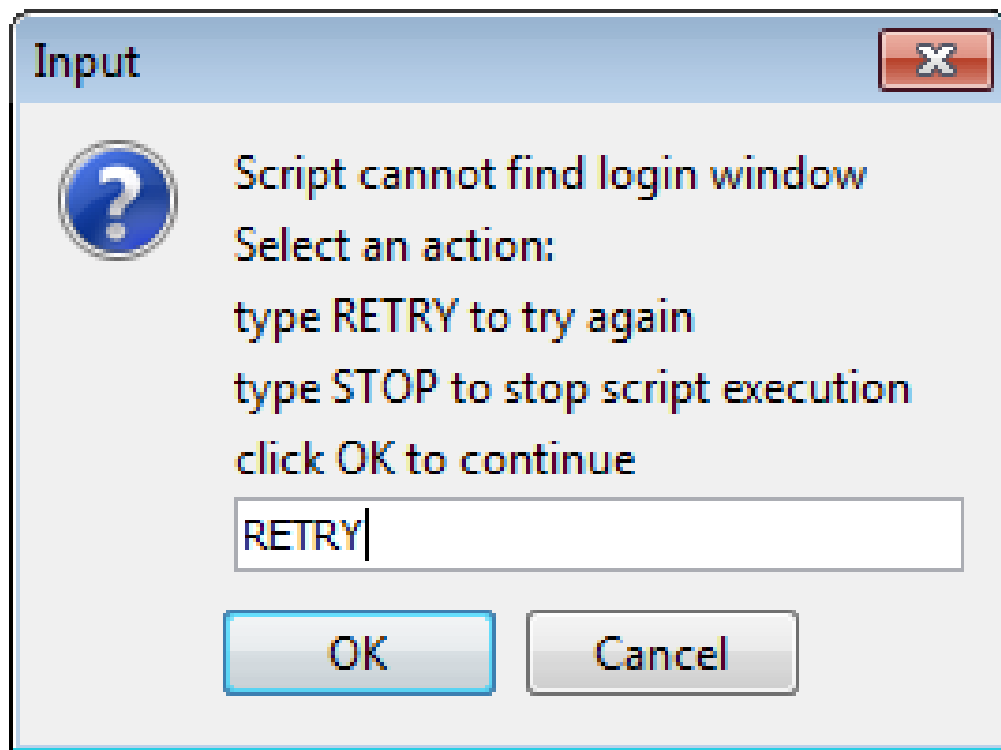 Input
Script cannot find login window
Select an action:
type RETRY to try again
type STOP to stop script execution
click OK to continue
RETRY
OK
Cancel